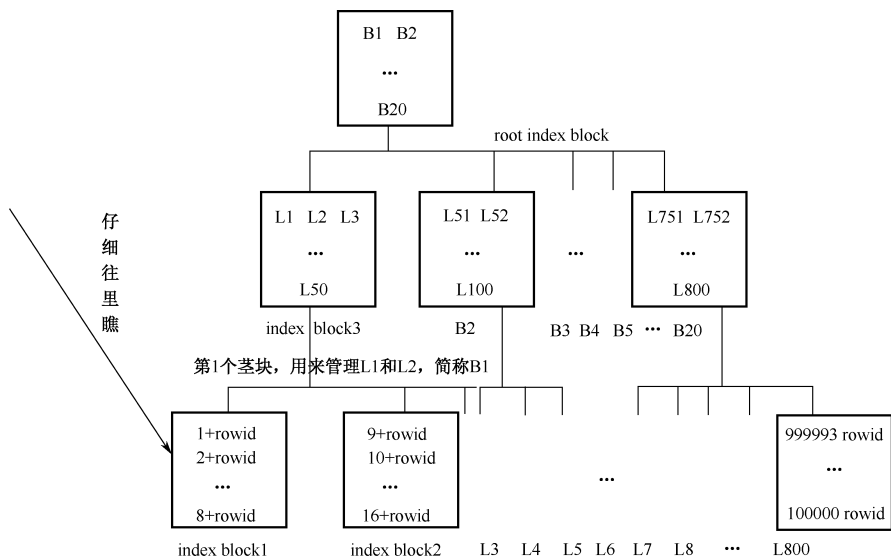 B1 B2
...
B20
root index block
仔细往里瞧
L1 L2 L3
...
L50
L51 L52
...
L100
...
L751 L752
...
L800
index block3
B2
B3 B4 B5 ... B20
第1个茎块，用来管理L1和L2，简称B1
1+rowid
2+rowid
...
8+rowid
9+rowid
10+rowid
...
16+rowid
...
999993 rowid
...
100000 rowid
index block1
index block2
L3 L4 L5 L6 L7 L8 ... L800